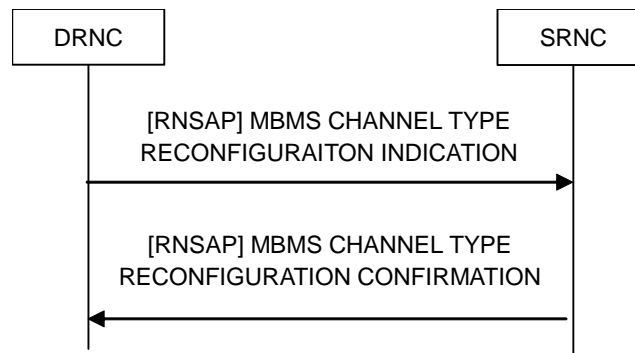 DRNC
SRNC
[RNSAP] MBMS CHANNEL TYPE
RECONFIGURAITON INDICATION
[RNSAP] MBMS CHANNEL TYPE
RECONFIGURATION CONFIRMATION